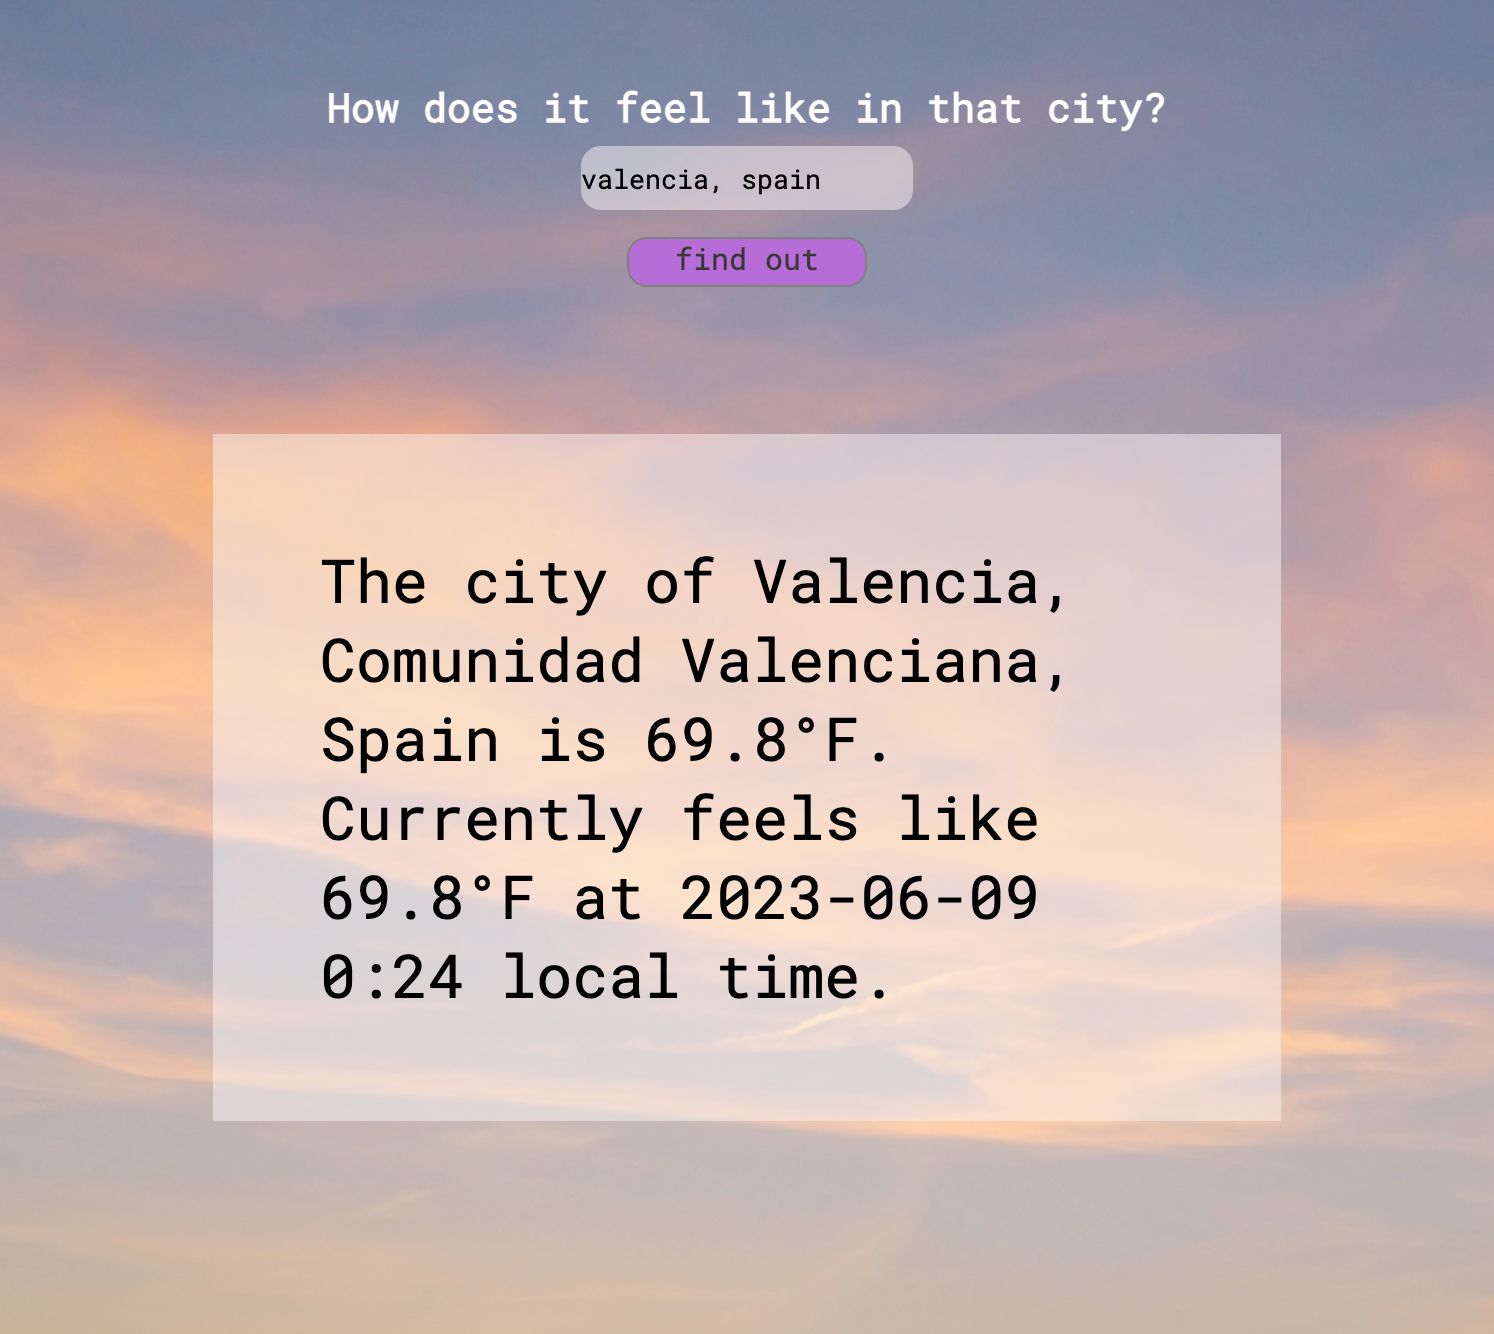 How does it feel like in that city?
valencia, spain
find out
The city of Valencia,
Comunidad Valenciana,
Spain is 69.8°F.
Currently feels like
69.8°F at 2023-06-09
0:24 local time.